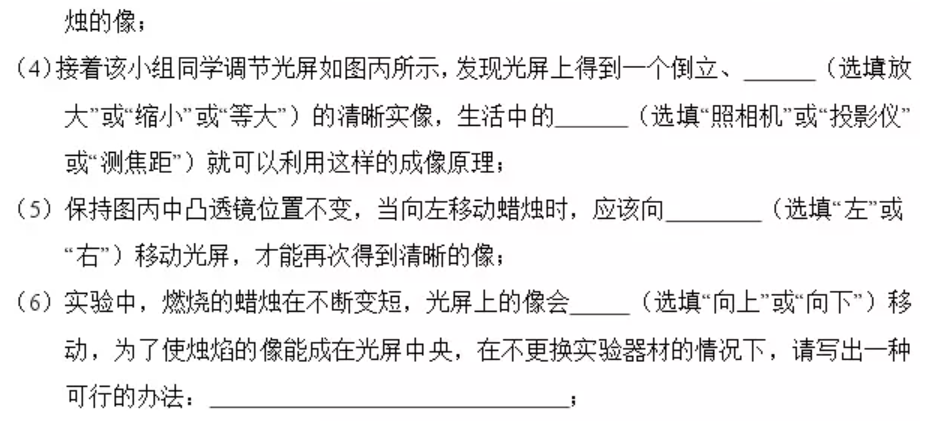 烛的像；
（4）接着该小组同学调节光屏如图丙所示，发现光屏上得到一个倒立、______（选填放
大”或“缩小”或“等大”）的清晰实像，生活中的______（选填“照相机”或“投影仪”
或“测焦距”）就可以利用这样的成像原理；
（5）保持图丙中凸透镜位置不变，当向左移动蜡烛时，应该向________（选填“左”或
“右”）移动光屏，才能再次得到清晰的像；
（6）实验中，燃烧的蜡烛在不断变短，光屏上的像会_____（选填“向上”或“向下”）移
动，为了使烛焰的像能成在光屏中央，在不更换实验器材的情况下，请写出一种
可行的办法：______________________________；